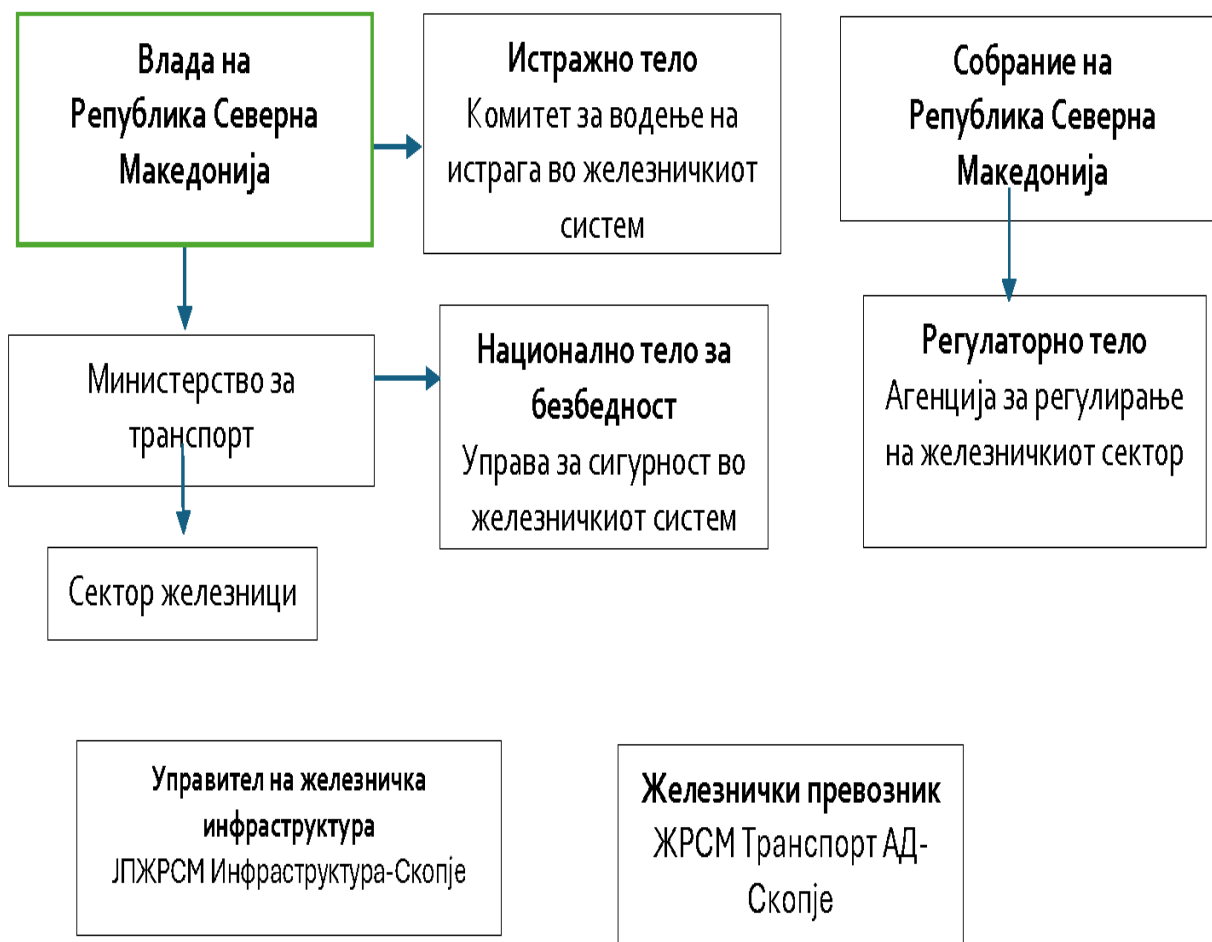 Влада на
Република Северна
Македонија
Истражно тело
Комитет за водење на
истрага во железничкиот
систем
Собрание на
Република Северна
Македонија
Министерство за
транспорт
Национално тело за
безбедност
Управа за сигурност во
железничкиот систем
Регулаторно тело
Агенција за регулирање
на железничкиот сектор
Сектор железници
Управител на железничка
инфраструктура
ЈПЖРСМ Инфраструктура-Скопје
Железнички превозник
ЖРСМ Транспорт АД-
Скопје